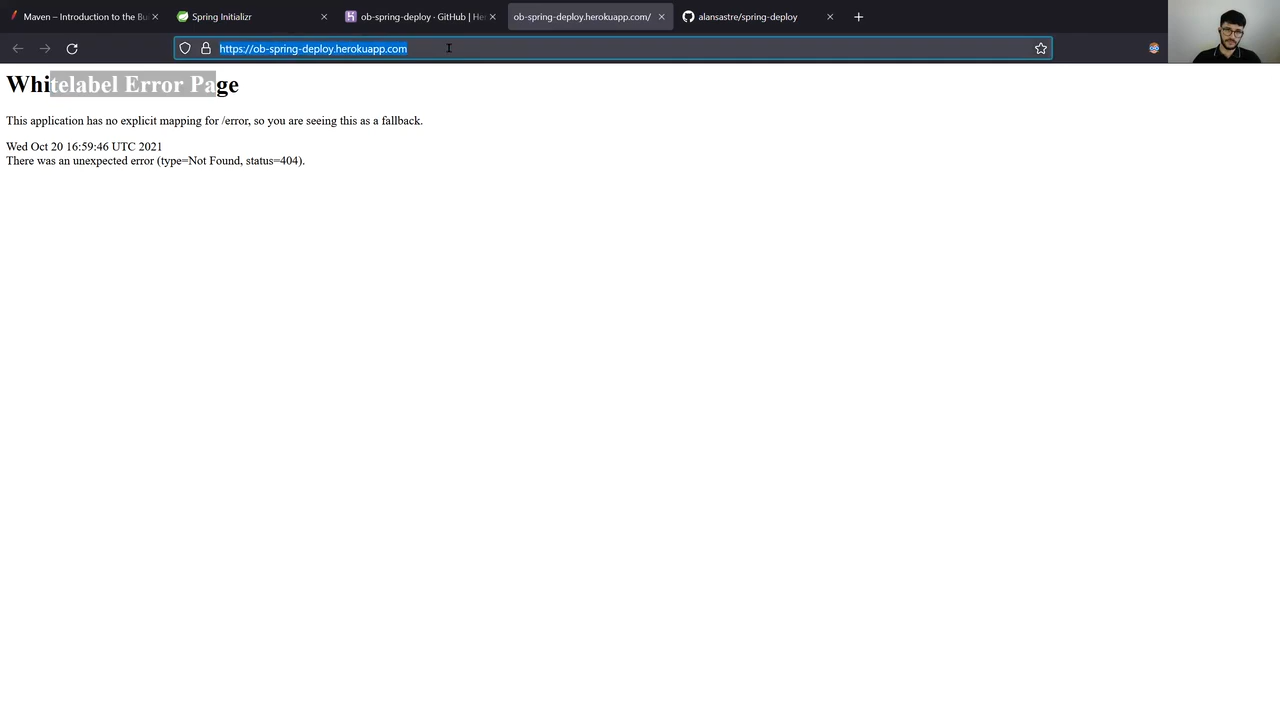 Maven – Introduction to the Bu
Spring Initializr
ob-spring-deploy · GitHub | Her
ob-spring-deploy.herokuapp.com/
alansastre/spring-deploy
https://ob-spring-deploy.herokuapp.com
Whitelabel Error Page
This application has no explicit mapping for /error, so you are seeing this as a fallback.
Wed Oct 20 16:59:46 UTC 2021
There was an unexpected error (type=Not Found, status=404).